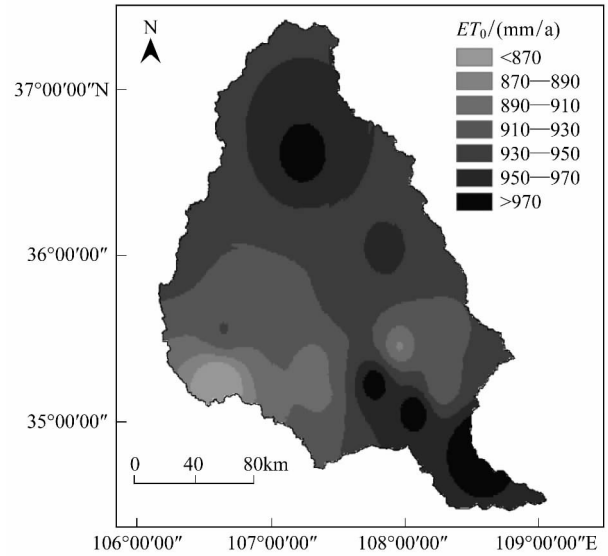 N
ET₀/(mm/a)
<870
870—890
890—910
910—930
930—950
950—970
>970
37°00′00″N
36°00′00″
35°00′00″
0 40 80km
106°00′00″ 107°00′00″ 108°00′00″ 109°00′00″E